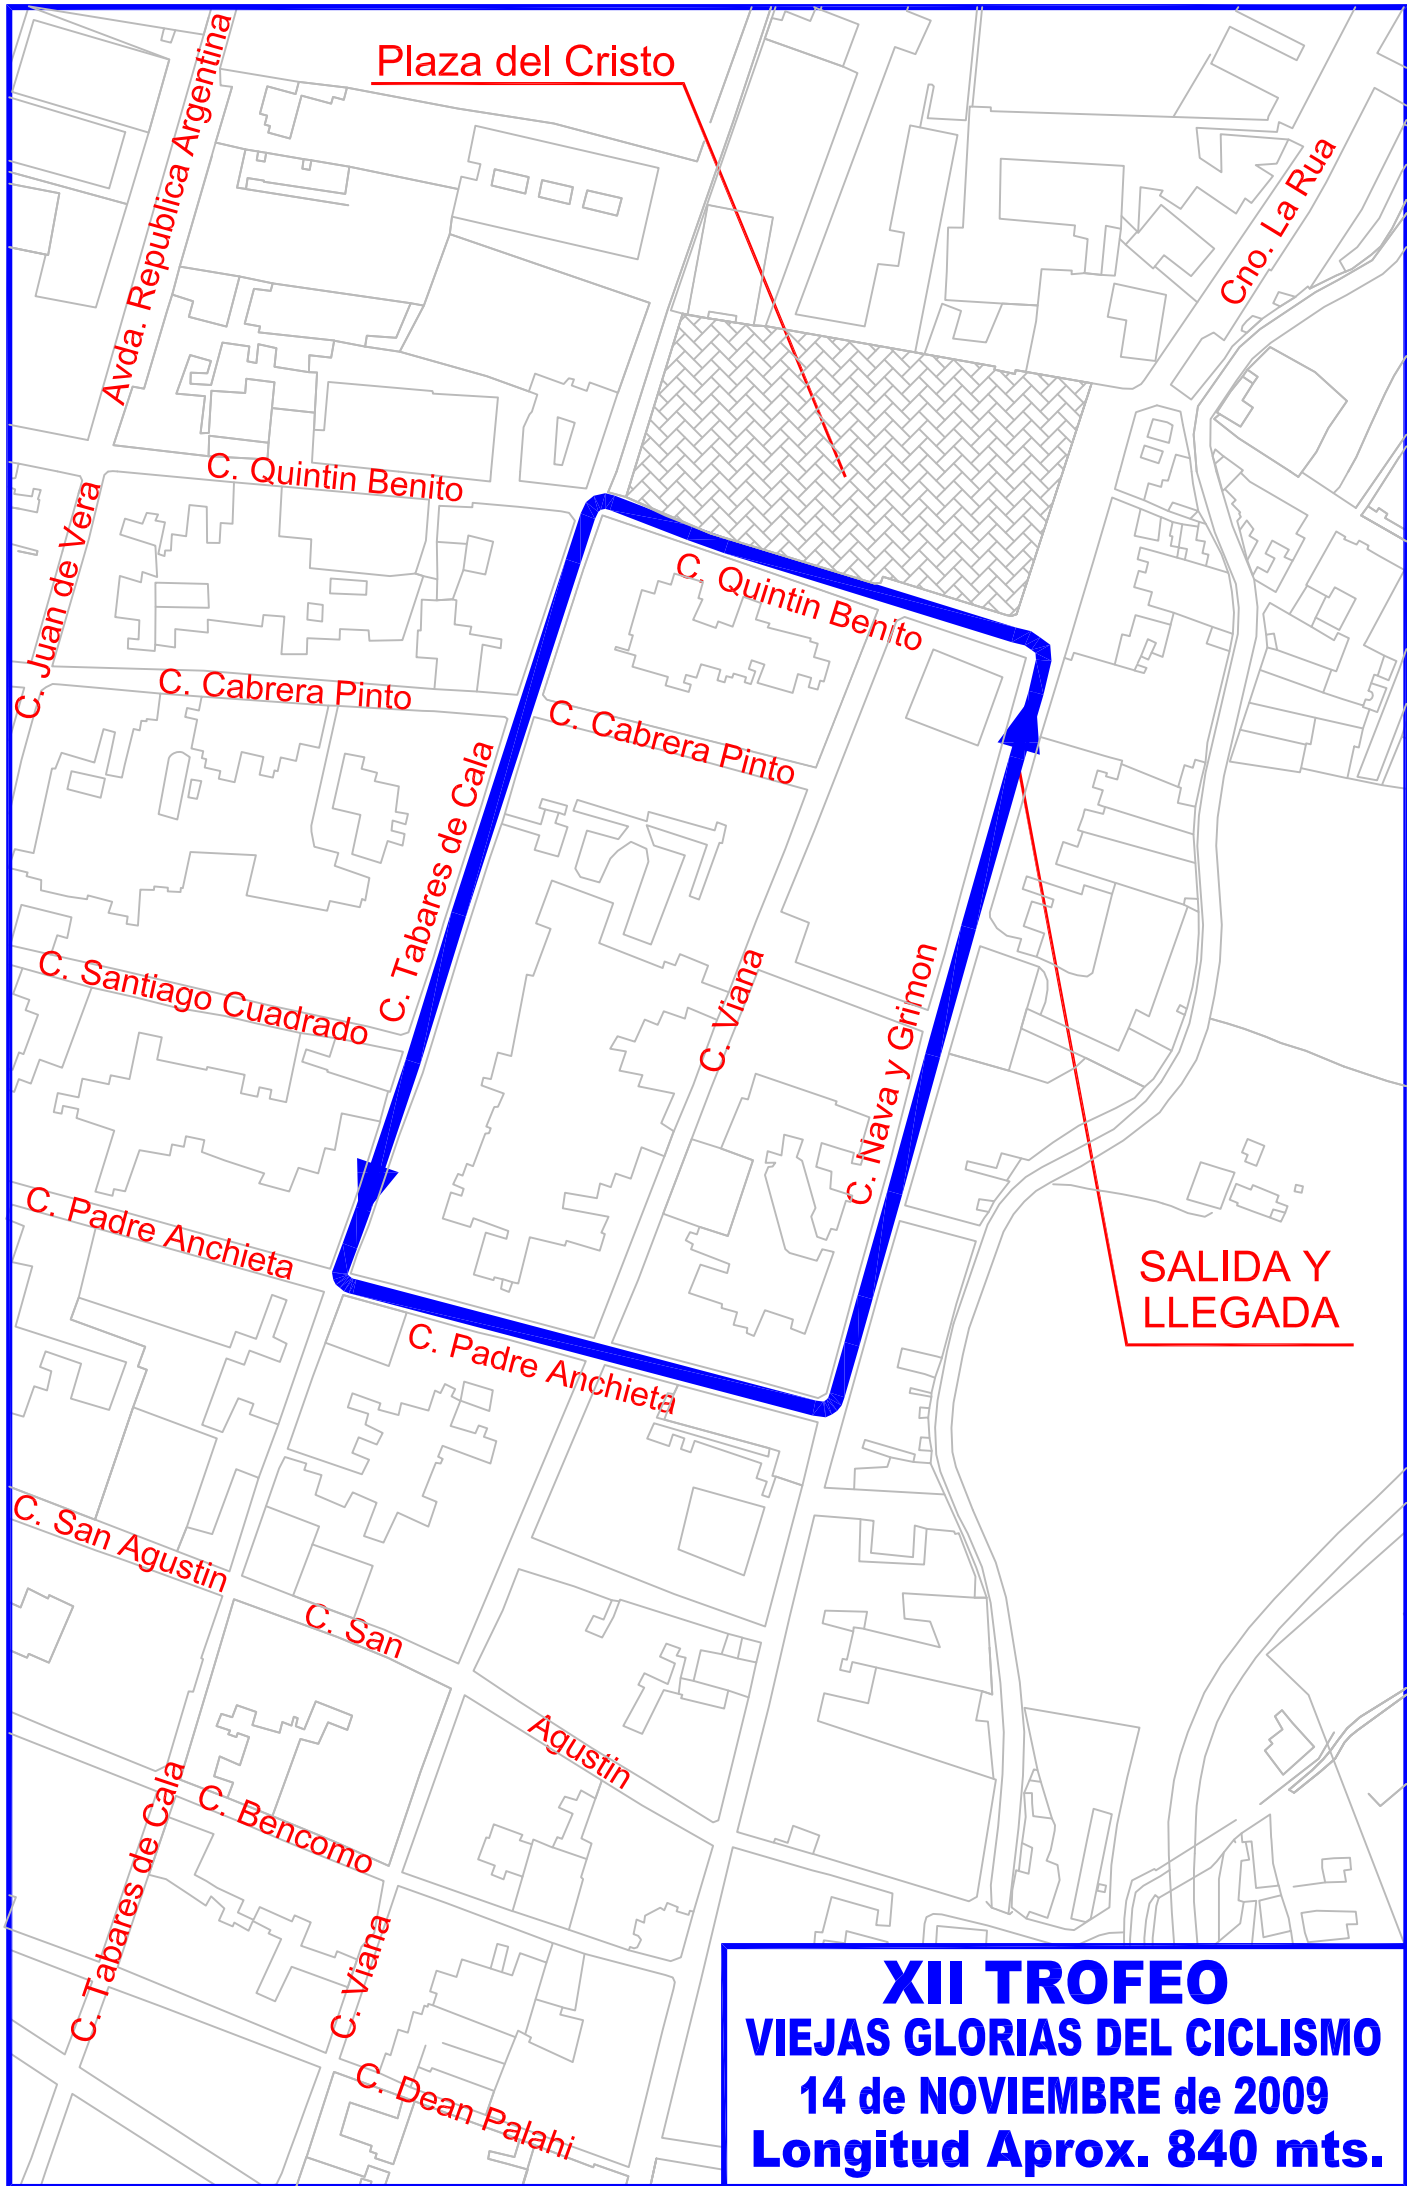 Plaza del Cristo
Avda. Republica Argentina
Cno. La Rua
C. Quintin Benito
C. Juan de Vera
C. Quintin Benito
C. Cabrera Pinto
C. Cabrera Pinto
C. Tabares de Cala
C. Santiago Cuadrado
C. Viana
C. Nava y Grimon
C. Padre Anchieta
SALIDA Y
LLEGADA
C. Padre Anchieta
C. San Agustin
C. San
Agustin
C. Bencomo
C. Tabares de Cala
C. Viana
C. Dean Palahi
XII TROFEO
VIEJAS GLORIAS DEL CICLISMO
14 de NOVIEMBRE de 2009
Longitud Aprox. 840 mts.